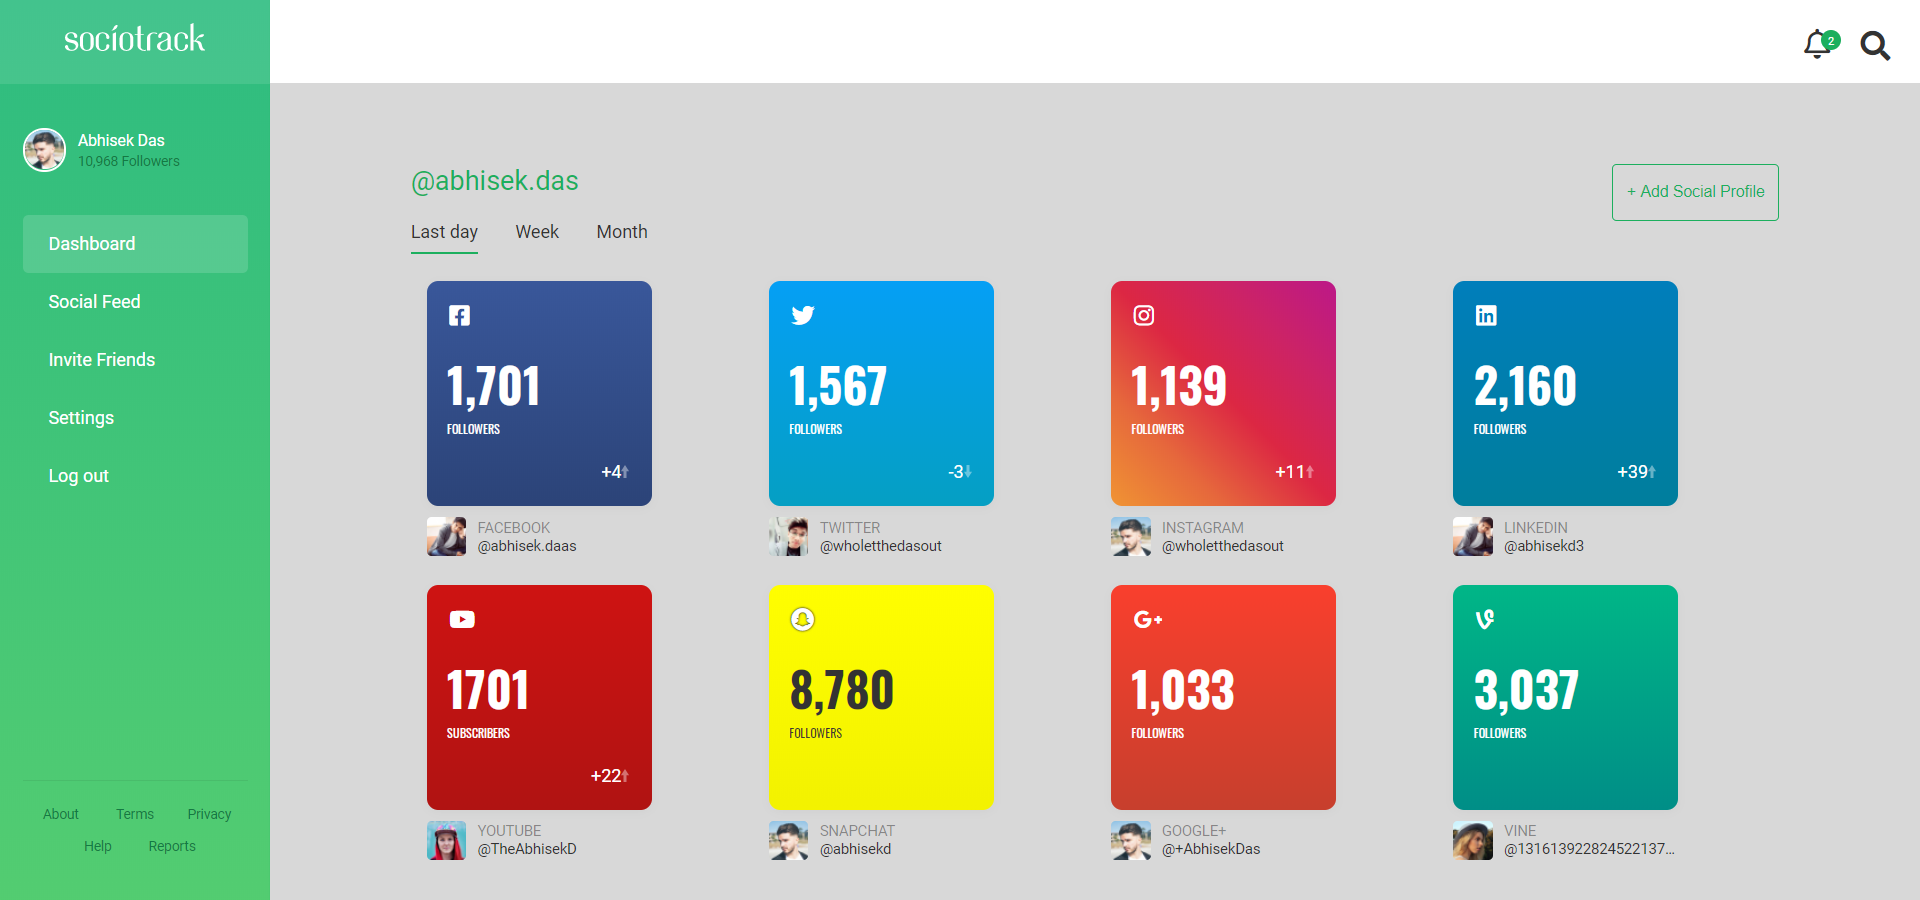 sociotrack
2
Abhisek Das
10,968 Followers
Dashboard
Social Feed
Invite Friends
Settings
Log out
About Terms Privacy
Help Reports
@abhisek.das
+ Add Social Profile
Last day Week Month
1,701
FOLLOWERS
+4
FACEBOOK
@abhisek.daas
1,567
FOLLOWERS
-3
TWITTER
@wholetthedasout
1,139
FOLLOWERS
+11
INSTAGRAM
@wholetthedasout
in
2,160
FOLLOWERS
+39
LINKEDIN
@abhisekd3
1701
SUBSCRIBERS
+22
YOUTUBE
@TheAbhisekD
8,780
FOLLOWERS
SNAPCHAT
@abhisekd
G+
1,033
FOLLOWERS
GOOGLE+
@+AbhisekDas
3,037
FOLLOWERS
VINE
@131613922824522137...